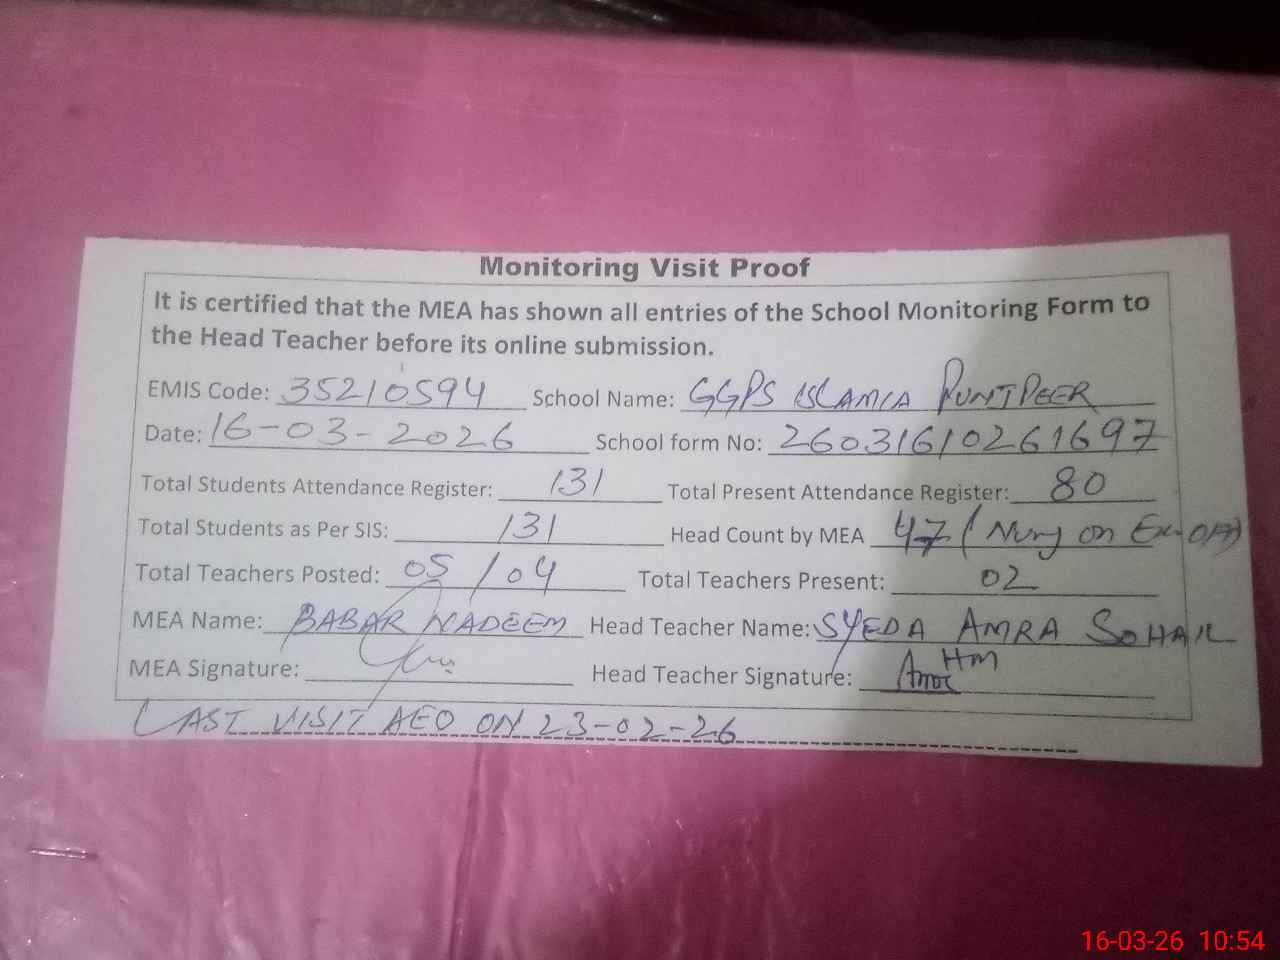 Monitoring Visit Proof
It is certified that the MEA has shown all entries of the School Monitoring Form to
the Head Teacher before its online submission.
EMIS Code: 35210594 School Name: GGPS ISLAMIA PUNJPEER
Date: 16-03-2026 School form No: 26031610261697
Total Students Attendance Register: 131 Total Present Attendance Register: 80
Total Students as Per SIS: 131 Head Count by MEA 47 ( on
Total Teachers Posted: 05/04 Total Teachers Present: 02
MEA Name: BABAR NADEEM Head Teacher Name: SYEDA AMRA SOHAIL
MEA Signature: Head Teacher Signature: HM
LAST VISIT AEO ON 23-02-26
16-03-26 10:54